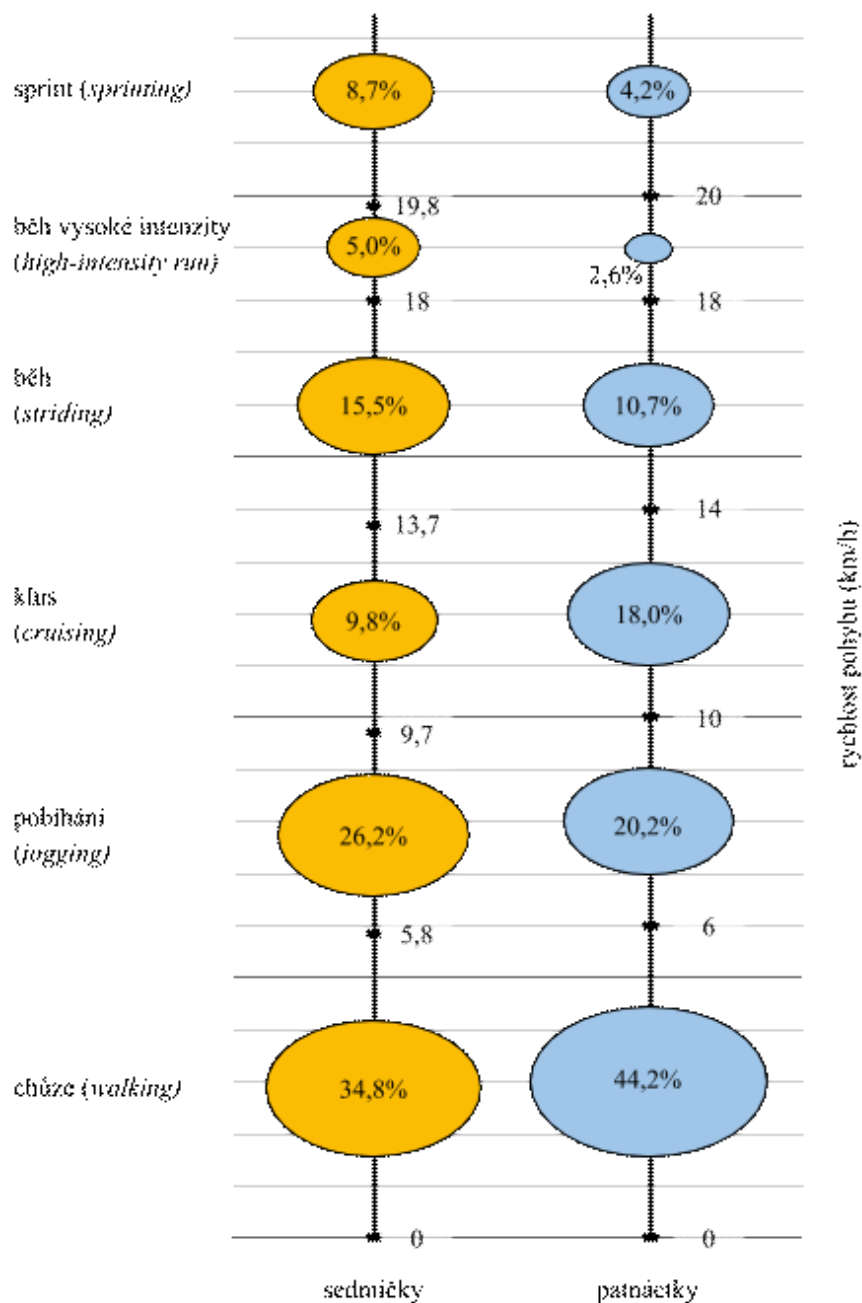 sprint (sprinting)
8,7%
4,2%
19,8
20
běh vysoké intenzity
(high-intensity run)
5,0%
2,6%
18
18
běh
(striding)
15,5%
10,7%
13,7
14
klus
(cruising)
9,8%
18,0%
9,7
10
pobíhání
(jogging)
26,2%
20,2%
5,8
6
chůze (walking)
34,8%
44,2%
0
0
sedmičky
patnáctky
rychlost pohybu (km/h)